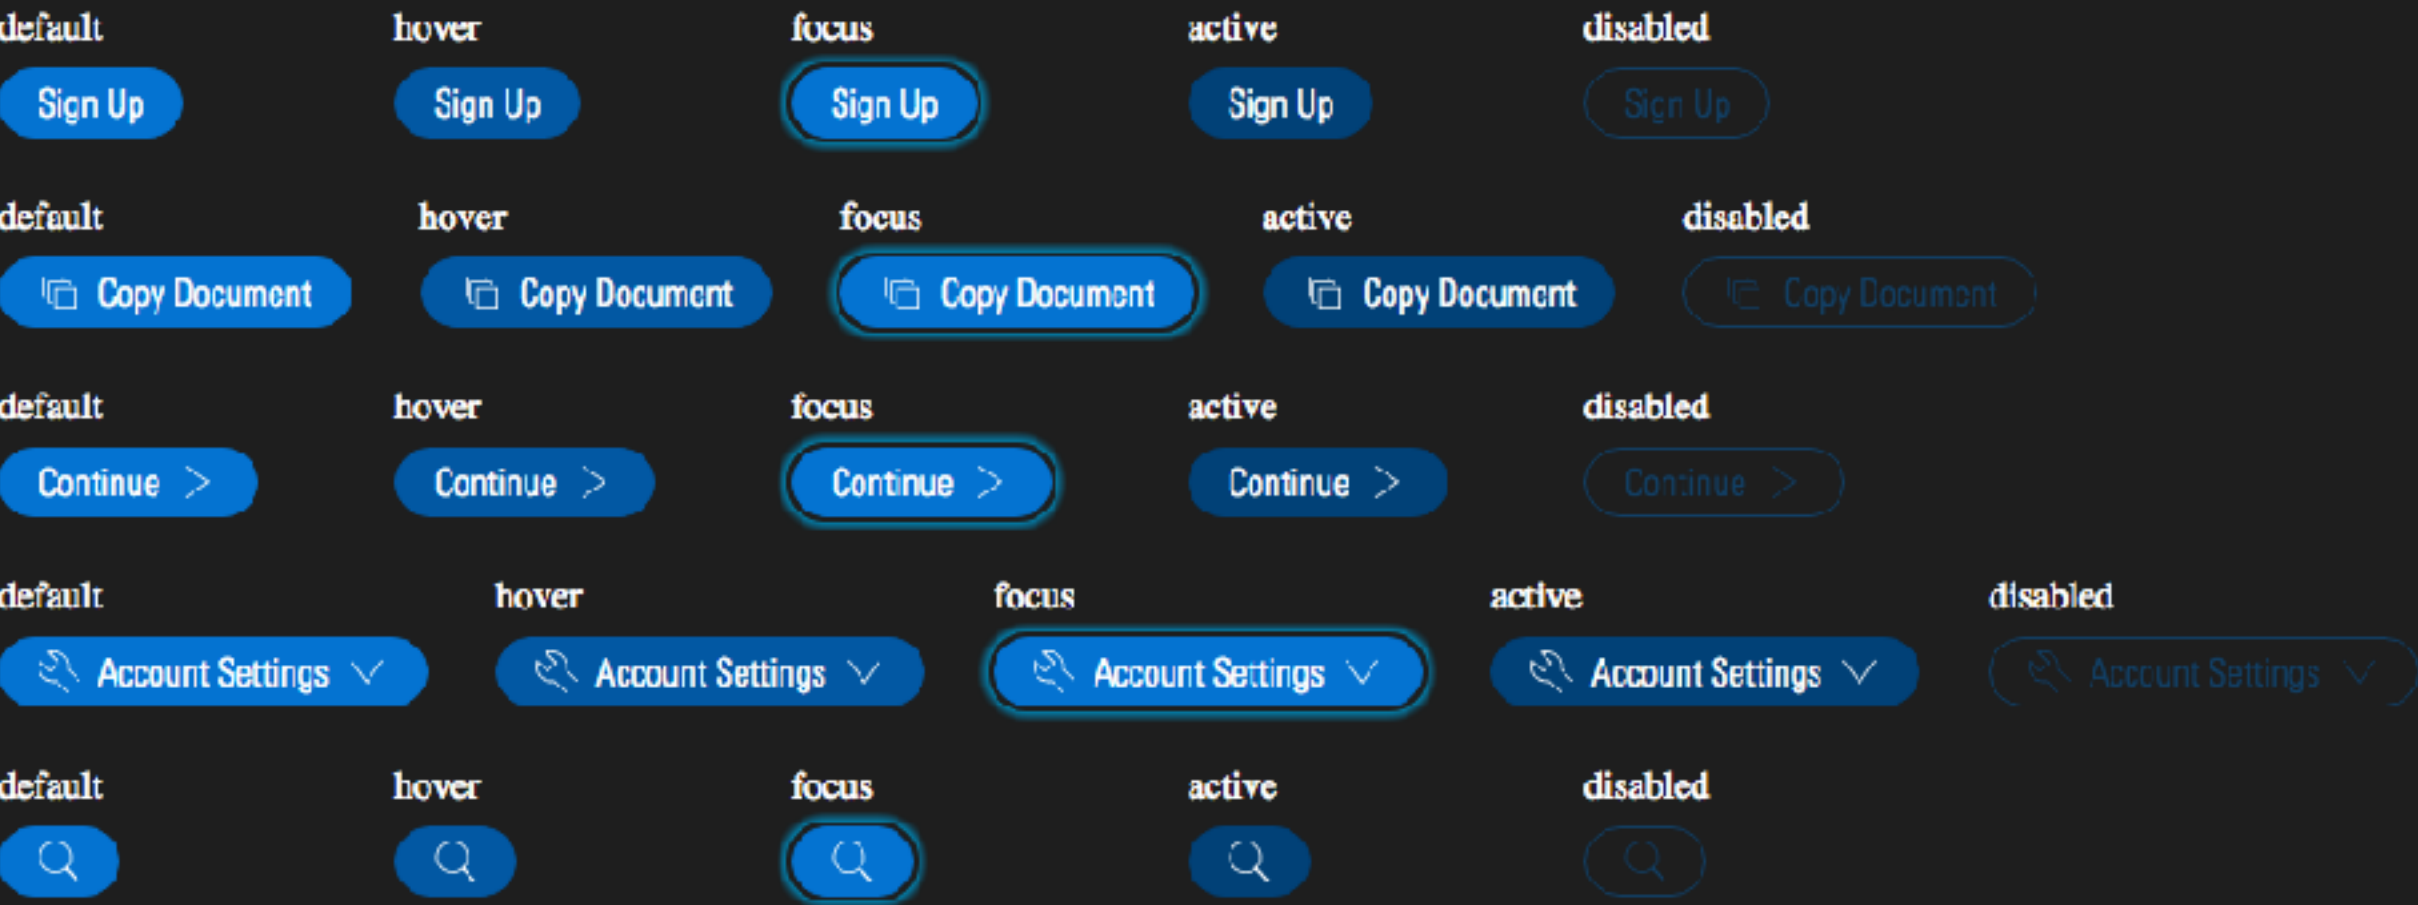 default hover focus active disabled
Sign Up Sign Up Sign Up Sign Up Sign Up
default hover focus active disabled
Copy Document Copy Document Copy Document Copy Document Copy Document
default hover focus active disabled
Continue Continue Continue Continue Continue
default hover focus active disabled
Account Settings Account Settings Account Settings Account Settings Account Settings
default hover focus active disabled